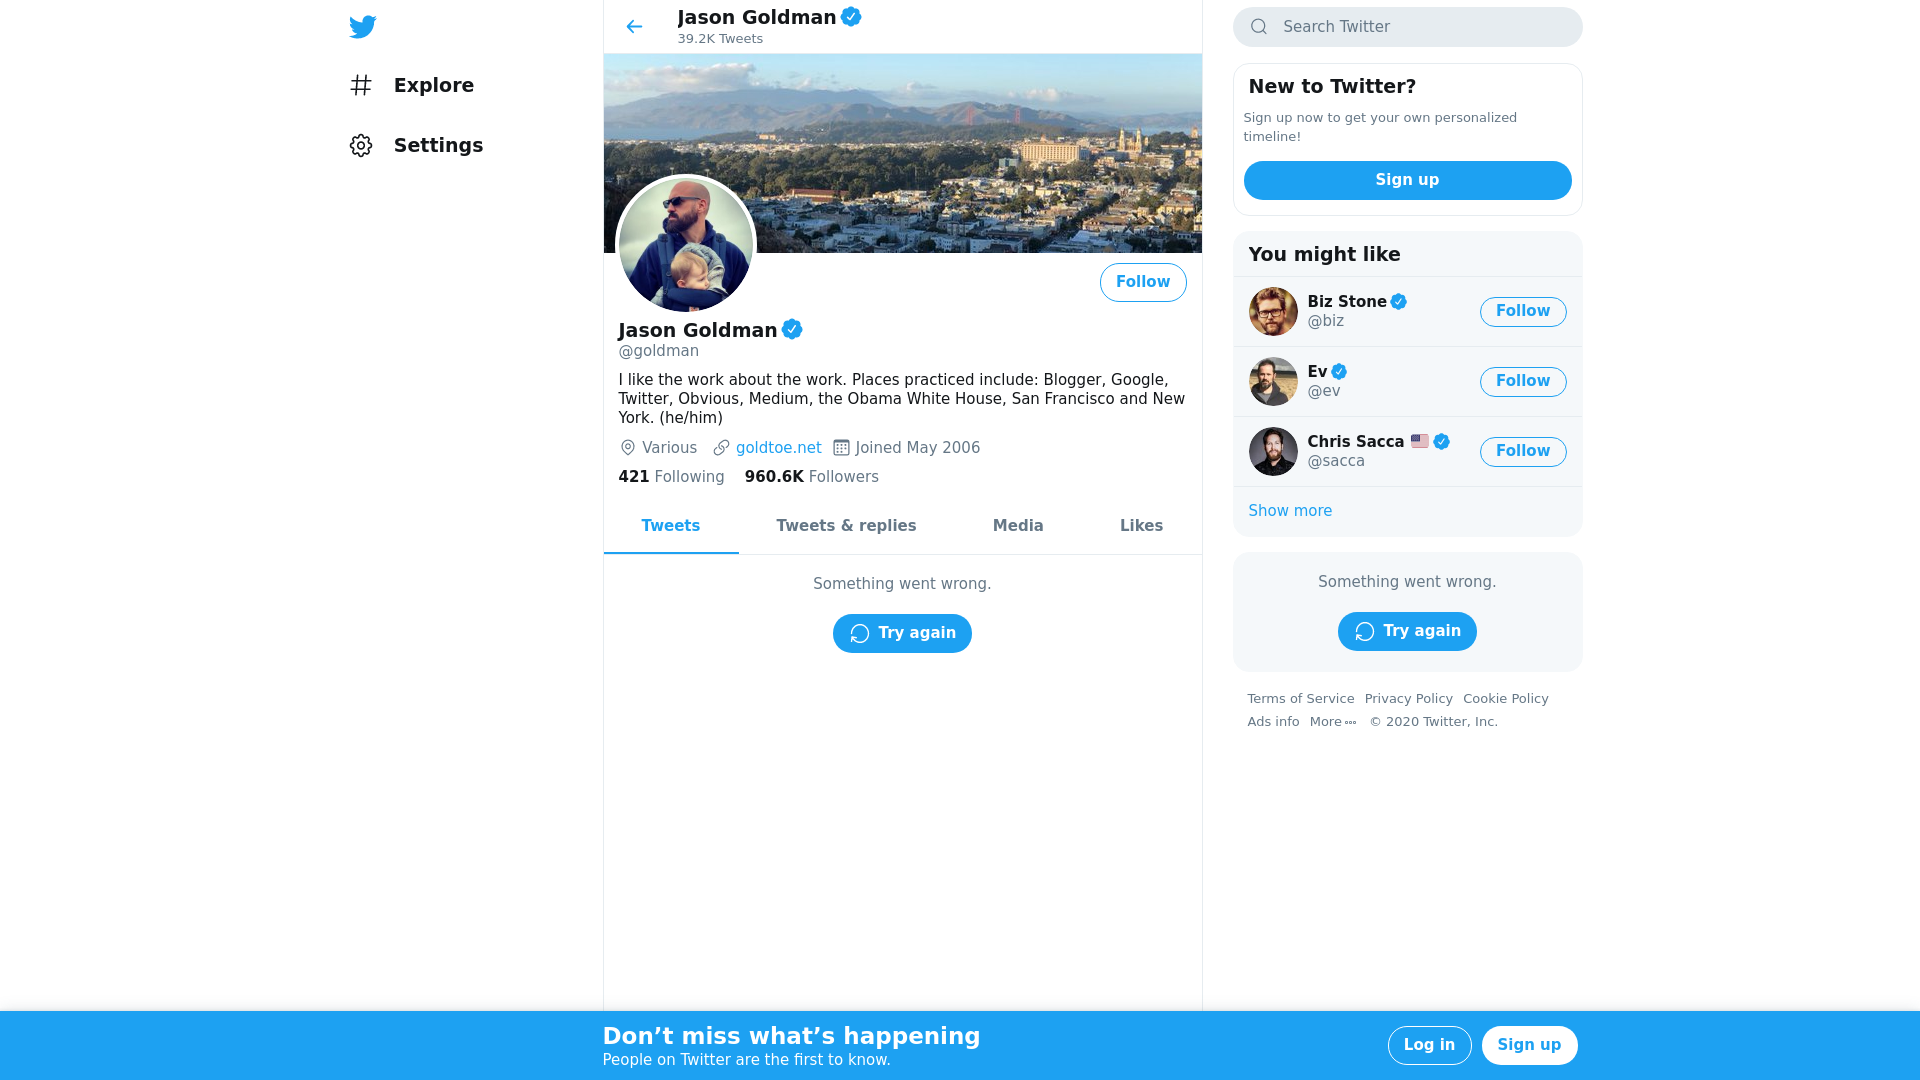 Explore
Settings
Jason Goldman
39.2K Tweets
Follow
Jason Goldman
@goldman
I like the work about the work. Places practiced include: Blogger, Google,
Twitter, Obvious, Medium, the Obama White House, San Francisco and New
York. (he/him)
Various goldtoe.net Joined May 2006
421 Following 960.6K Followers
Tweets Tweets & replies Media Likes
Something went wrong.
Try again
Search Twitter
New to Twitter?
Sign up now to get your own personalized
timeline!
Sign up
You might like
Biz Stone
@biz
Follow
Ev
@ev
Follow
Chris Sacca
@sacca
Follow
Show more
Something went wrong.
Try again
Terms of Service Privacy Policy Cookie Policy
Ads info More © 2020 Twitter, Inc.
Don’t miss what’s happening
People on Twitter are the first to know.
Log in
Sign up